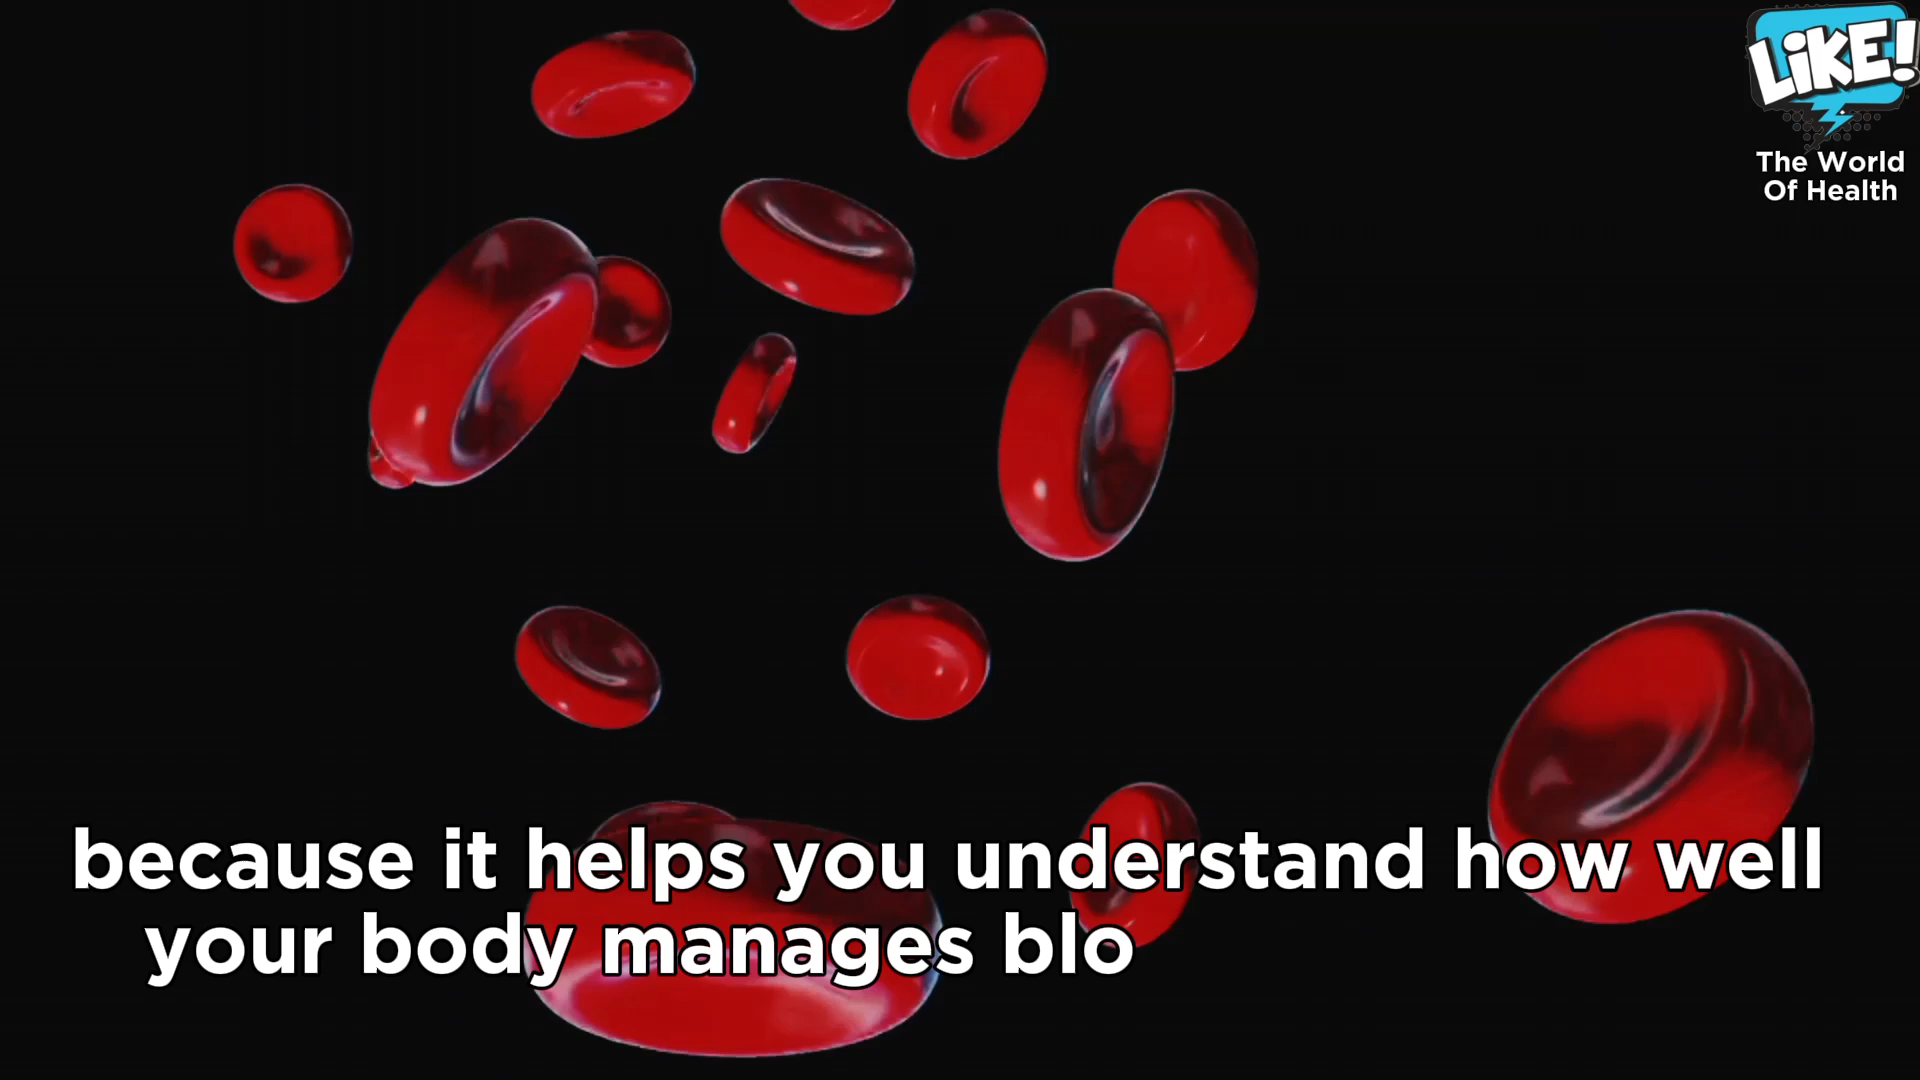 LiKE!
The World
Of Health
because it helps you understand how well
your body manages blo